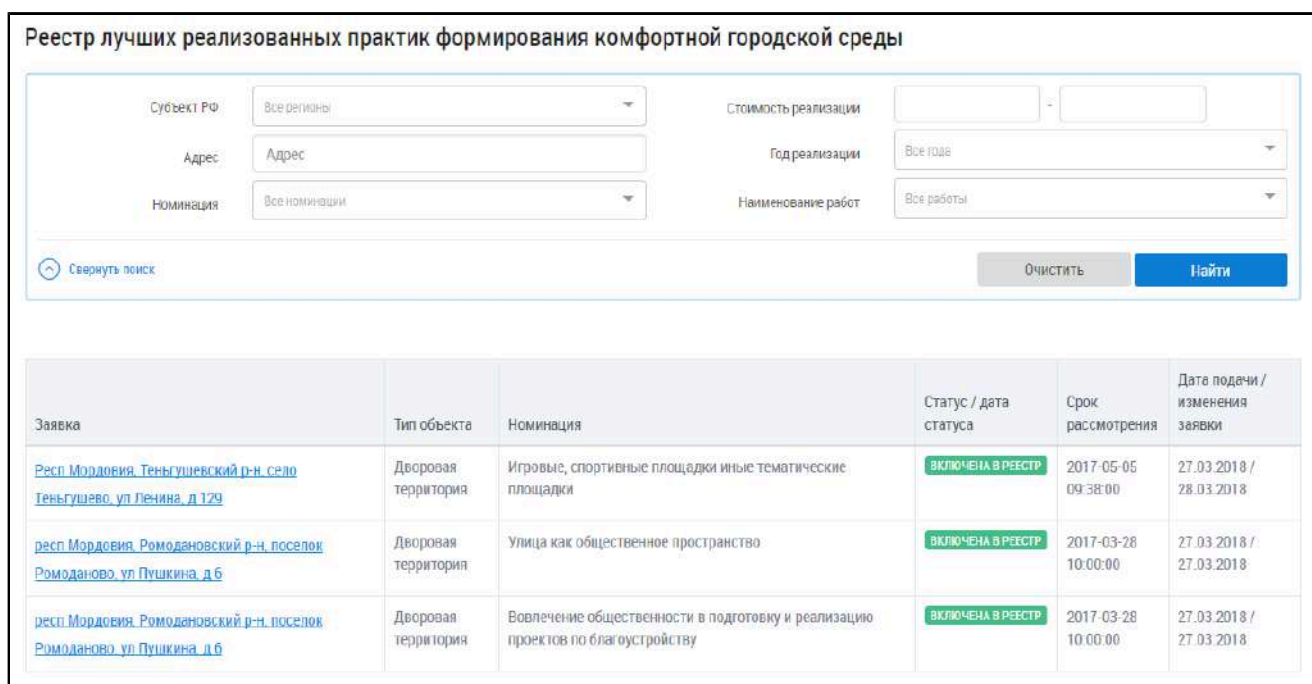 Реестр лучших реализованных практик формирования комфортной городской среды
Субъект РФ
Все регионы
Стоимость реализации
-
Адрес
Адрес
Год реализации
Все года
Номинация
Все номинации
Наименование работ
Все работы
Свернуть поиск
Очистить
Найти
Заявка
Тип объекта
Номинация
Статус / дата
статуса
Срок
рассмотрения
Дата подачи /
изменения
заявки
Респ Мордовия, Теньгушевский р-н, село
Теньгушево, ул Ленина, д 129
Дворовая
территория
Игровые, спортивные площадки иные тематические
площадки
ВКЛЮЧЕНА В РЕЕСТР
2017-05-05
09:38:00
27.03.2018 /
28.03.2018
респ Мордовия, Ромодановский р-н, поселок
Ромоданово, ул Пушкина, д 6
Дворовая
территория
Улица как общественное пространство
ВКЛЮЧЕНА В РЕЕСТР
2017-03-28
10:00:00
27.03.2018 /
27.03.2018
респ Мордовия, Ромодановский р-н, поселок
Ромоданово, ул Пушкина, д 6
Дворовая
территория
Вовлечение общественности в подготовку и реализацию
проектов по благоустройству
ВКЛЮЧЕНА В РЕЕСТР
2017-03-28
10:00:00
27.03.2018 /
27.03.2018